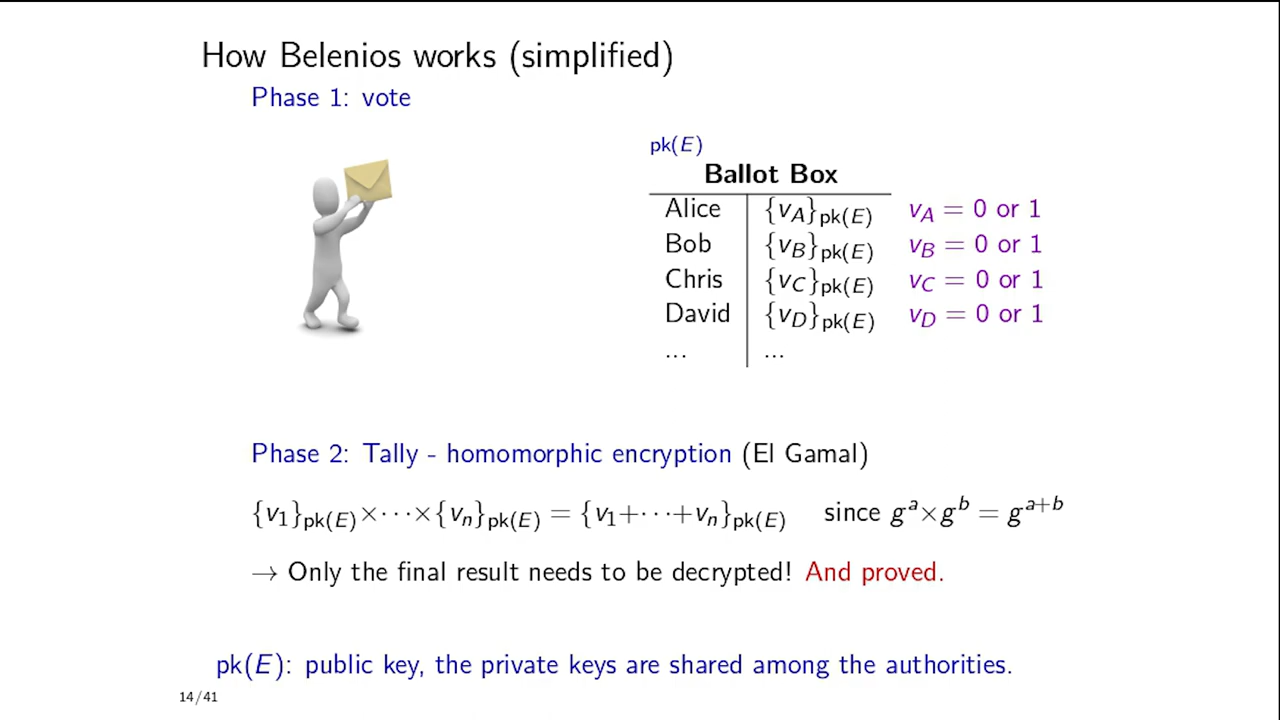 How Belenios works (simplified)
Phase 1: vote
pk(E)
Ballot Box
Alice {v_A}_pk(E) v_A = 0 or 1
Bob {v_B}_pk(E) v_B = 0 or 1
Chris {v_C}_pk(E) v_C = 0 or 1
David {v_D}_pk(E) v_D = 0 or 1
... ...
Phase 2: Tally - homomorphic encryption (El Gamal)
{v_1}_pk(E) × ··· × {v_n}_pk(E) = {v_1 + ··· + v_n}_pk(E) since g^a × g^b = g^{a+b}
→ Only the final result needs to be decrypted! And proved.
pk(E): public key, the private keys are shared among the authorities.
14/41